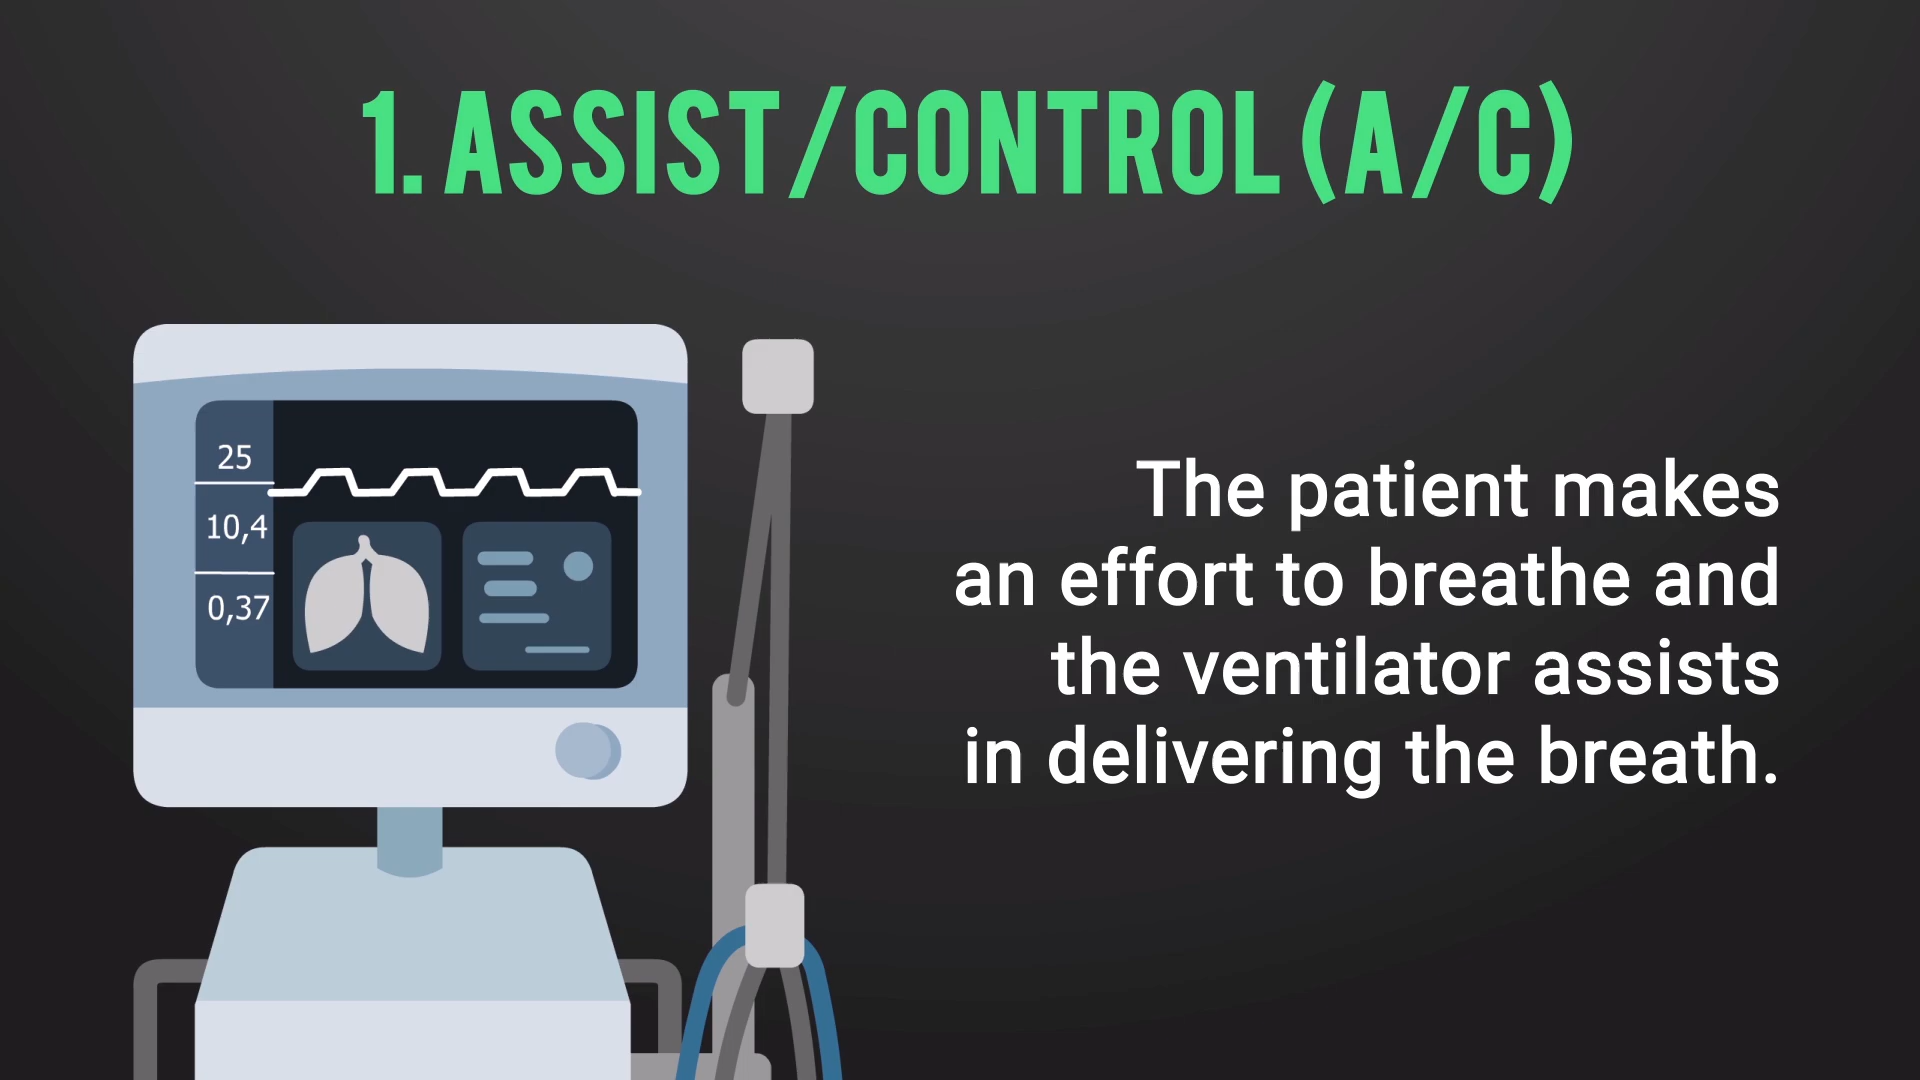 1. ASSIST/CONTROL (A/C)
25
10,4
0,37
The patient makes
an effort to breathe and
the ventilator assists
in delivering the breath.